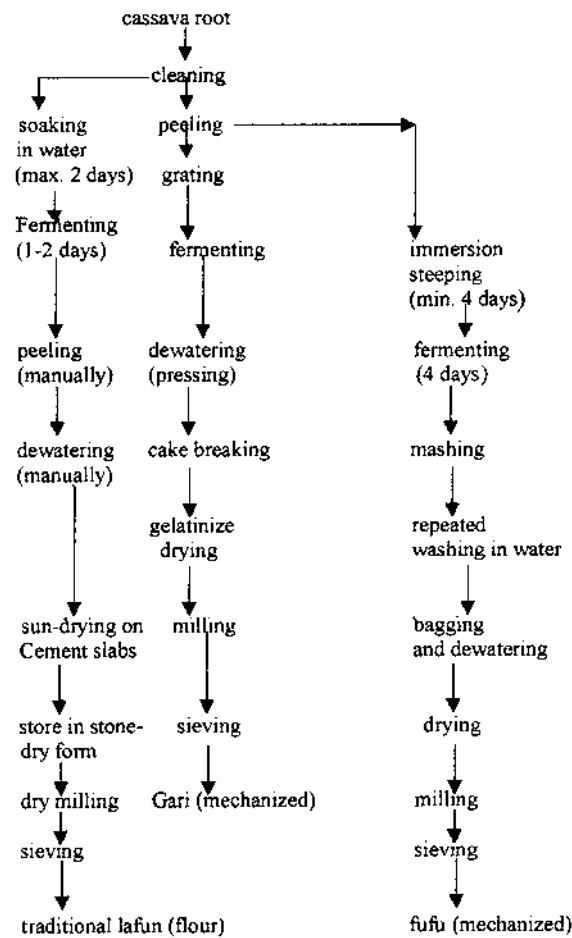 cassava root
cleaning
soaking
in water
(max. 2 days)
Fermenting
(1-2 days)
peeling
(manually)
dewatering
(manually)
sun-drying on
Cement slabs
store in stone-
dry form
dry milling
sieving
traditional lafun (flour)
peeling
grating
fermenting
dewatering
(pressing)
cake breaking
gelatinize
drying
milling
sieving
Gari (mechanized)
immersion
steeping
(min. 4 days)
fermenting
(4 days)
mashing
repeated
washing in water
bagging
and dewatering
drying
milling
sieving
fufu (mechanized)